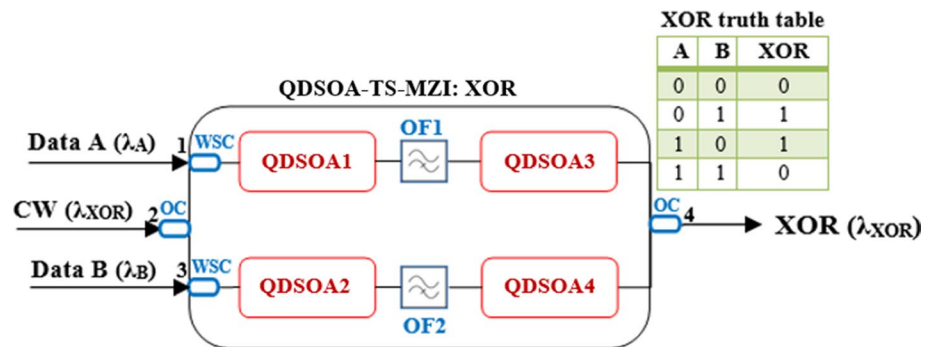 XOR truth table
A B XOR
0 0 0
0 1 1
1 0 1
1 1 0
QDSOA-TS-MZI: XOR
Data A (λA) 1 WSC QDSOA1 OF1 QDSOA3
CW (λXOR) 2 OC OC 4 XOR (λXOR)
Data B (λB) 3 WSC QDSOA2 OF2 QDSOA4